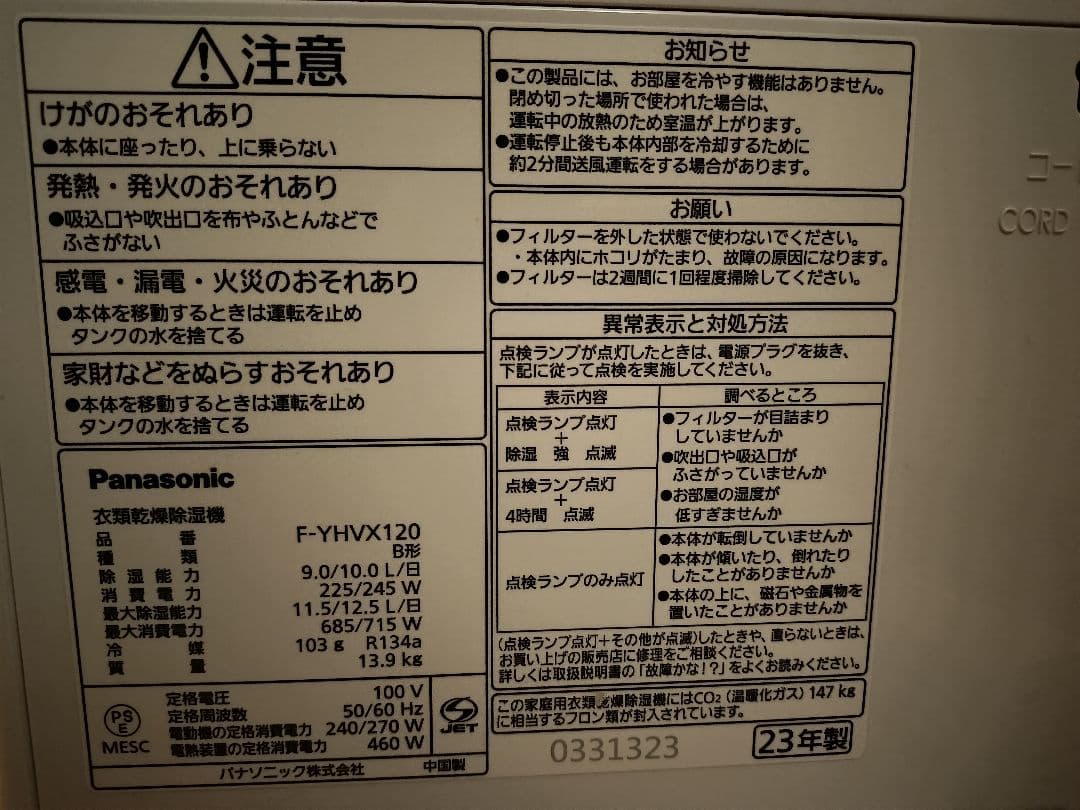 注意
けがのおそれあり
●本体に座ったり、上に乗らない
発熱・発火のおそれあり
●吸込口や吹出口を布やふとんなどで
ふさがない
感電・漏電・火災のおそれあり
●本体を移動するときは運転を止め
タンクの水を捨てる
家財などをぬらすおそれあり
●本体を移動するときは運転を止め
タンクの水を捨てる
Panasonic
衣類乾燥除湿機
品番 F-YHVX120
種類 B形
除湿能力 9.0/10.0 L/日
消費電力 225/245 W
最大除湿能力 11.5/12.5 L/日
最大消費電力 685/715 W
冷媒 103 g R134a
質量 13.9 kg
PS
E
MESC
定格電圧 100 V
定格周波数 50/60 Hz
電動機の定格消費電力 240/270 W
電熱装置の定格消費電力 460 W
JET
パナソニック株式会社 中国製
お知らせ
●この製品には、お部屋を冷やす機能はありません。
閉め切った場所で使われた場合は、
運転中の放熱のため室温が上がります。
●運転停止後も本体内部を冷却するために
約2分間送風運転をする場合があります。
お願い
●フィルターを外した状態で使わないでください。
・本体内にホコリがたまり、故障の原因になります。
●フィルターは2週間に1回程度掃除してください。
異常表示と対処方法
点検ランプが点灯したときは、電源プラグを抜き、
下記に従って点検を実施してください。
表示内容 調べるところ
点検ランプ点灯
+
除湿 強 点滅
点検ランプ点灯
+
4時間 点滅
●フィルターが目詰まり
していませんか
●吹出口や吸込口が
ふさがっていませんか
●お部屋の湿度が
低すぎませんか
点検ランプのみ点灯
●本体が転倒していませんか
●本体が傾いたり、倒れたり
したことがありませんか
●本体の上に、磁石や金属物を
置いたことがありませんか
(点検ランプ点灯+その他が点滅)したときや、直らないときは、
お買い上げの販売店に修理をご相談ください。
詳しくは取扱説明書の「故障かな!?」をよくお読みください。
この家庭用衣類乾燥除湿機にはCO2(温暖化ガス)147 kg
に相当するフロン類が封入されています。
0331323
23年製
コー
CORD